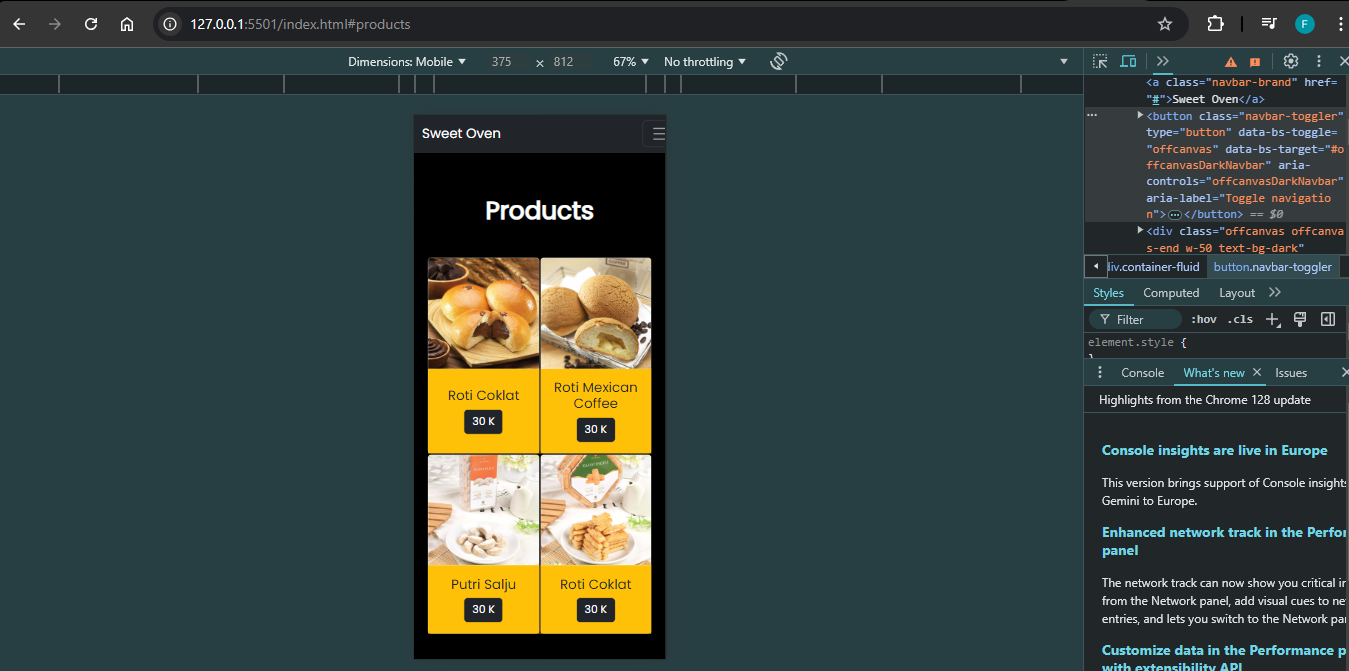 127.0.0.1:5501/index.html#products
F
Dimensions: Mobile 375 × 812 67% No throttling
<a class="navbar-brand" href=
"#">Sweet Oven</a>
<button class="navbar-toggler"
type="button" data-bs-toggle=
"offcanvas" data-bs-target="#o
ffcanvasDarkNavbar" aria-
controls="offcanvasDarkNavbar"
aria-label="Toggle navigatio
n">…</button> == $0
<div class="offcanvas offcanva
s-end w-50 text-bg-dark"
div.container-fluid button.navbar-toggler
Styles Computed Layout
Filter :hov .cls
element.style {
}
Console What's new Issues
Highlights from the Chrome 128 update
Console insights are live in Europe
This version brings support of Console insights
Gemini to Europe.
Enhanced network track in the Perfor
panel
The network track can now show you critical in
from the Network panel, add visual cues to ne
entries, and lets you switch to the Network pa
Customize data in the Performance p
with extensibility API
Sweet Oven
Products
Roti Coklat
30 K
Roti Mexican
Coffee
30 K
Putri Salju
30 K
Roti Coklat
30 K